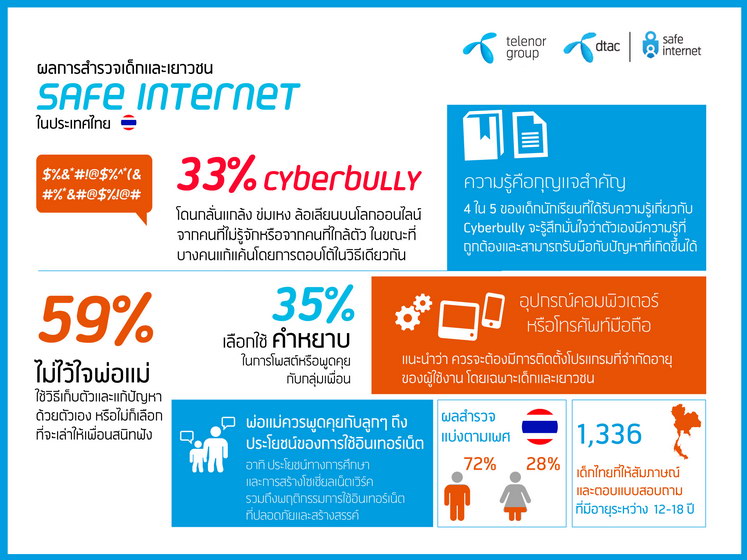 telenor
group
dtac
safe
internet
ผลการสำรวจเด็กและเยาวชน
SAFE INTERNET
ในประเทศไทย
$%&*#!@$%^*(&
#%*&#@$%!@#
33% CYBERBULLY
โดนกลั่นแกล้ง ข่มเหง ล้อเลียนบนโลกออนไลน์
จากคนที่ไม่รู้จักหรือจากคนที่ใกล้ตัว ในขณะที่
บางคนแก้แค้นโดยการตอบโต้ในวิธีเดียวกัน
ความรู้คือกุญแจสำคัญ
4 ใน 5 ของเด็กนักเรียนที่ได้รับความรู้เกี่ยวกับ
Cyberbully จะรู้สึกมั่นใจว่าตัวเองมีความรู้ที่
ถูกต้องและสามารถรับมือกับปัญหาที่เกิดขึ้นได้
59%
ไม่ไว้ใจพ่อแม่
ใช้วิธีเก็บตัวและแก้ปัญหา
ด้วยตัวเอง หรือไม่ก็เลือก
ที่จะเล่าให้เพื่อนสนิทฟัง
35%
เลือกใช้ คำหยาบ
ในการโพสต์หรือพูดคุย
กับกลุ่มเพื่อน
อุปกรณ์คอมพิวเตอร์
หรือโทรศัพท์มือถือ
แนะนำว่า ควรจะต้องมีการติดตั้งโปรแกรมที่จำกัดอายุ
ของผู้ใช้งาน โดยเฉพาะเด็กและเยาวชน
พ่อแม่ควรพูดคุยกับลูกๆ ถึง
ประโยชน์ของการใช้อินเทอร์เน็ต
อาทิ ประโยชน์ทางการศึกษา
และการสร้างโซเชี่ยลเน็ตเวิร์ค
รวมถึงพฤติกรรมการใช้อินเทอร์เน็ต
ที่ปลอดภัยและสร้างสรรค์
ผลสำรวจ
แบ่งตามเพศ
72% 28%
1,336
เด็กไทยที่ให้สัมภาษณ์
และตอบแบบสอบถาม
ที่มีอายุระหว่าง 12-18 ปี